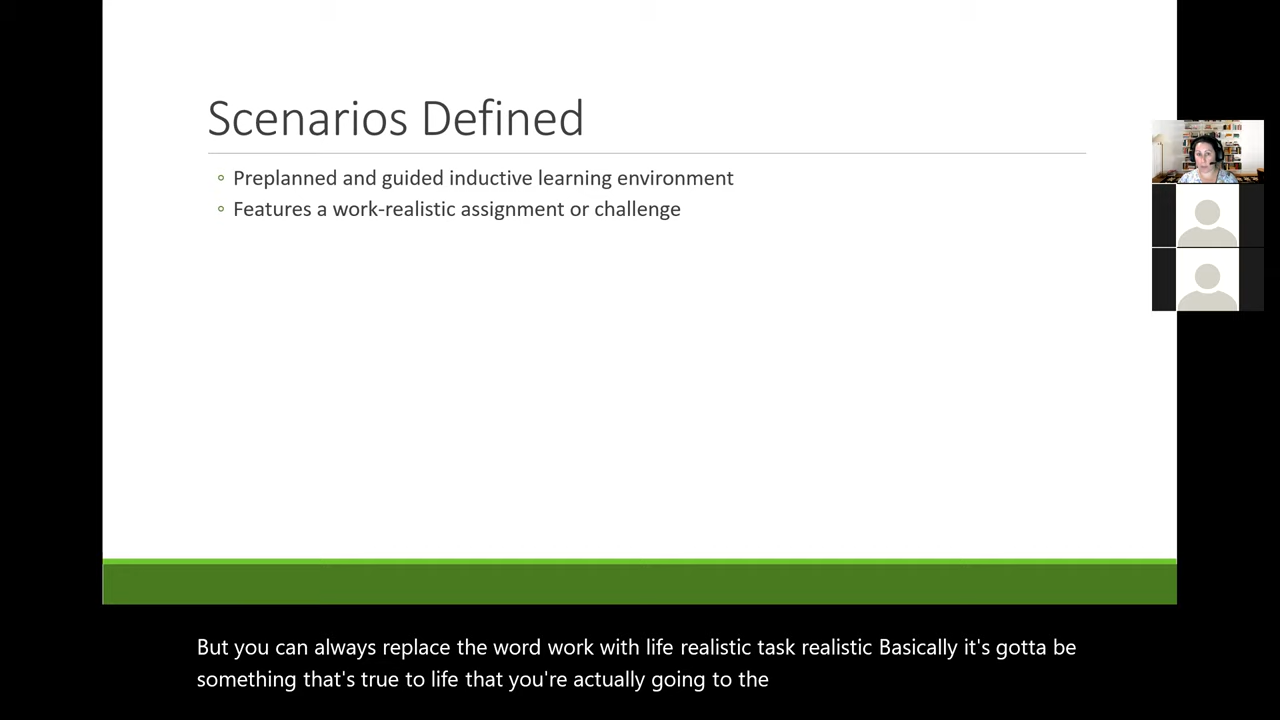 Scenarios Defined
◦ Preplanned and guided inductive learning environment
◦ Features a work-realistic assignment or challenge
But you can always replace the word work with life realistic task realistic Basically it's gotta be
something that's true to life that you're actually going to the